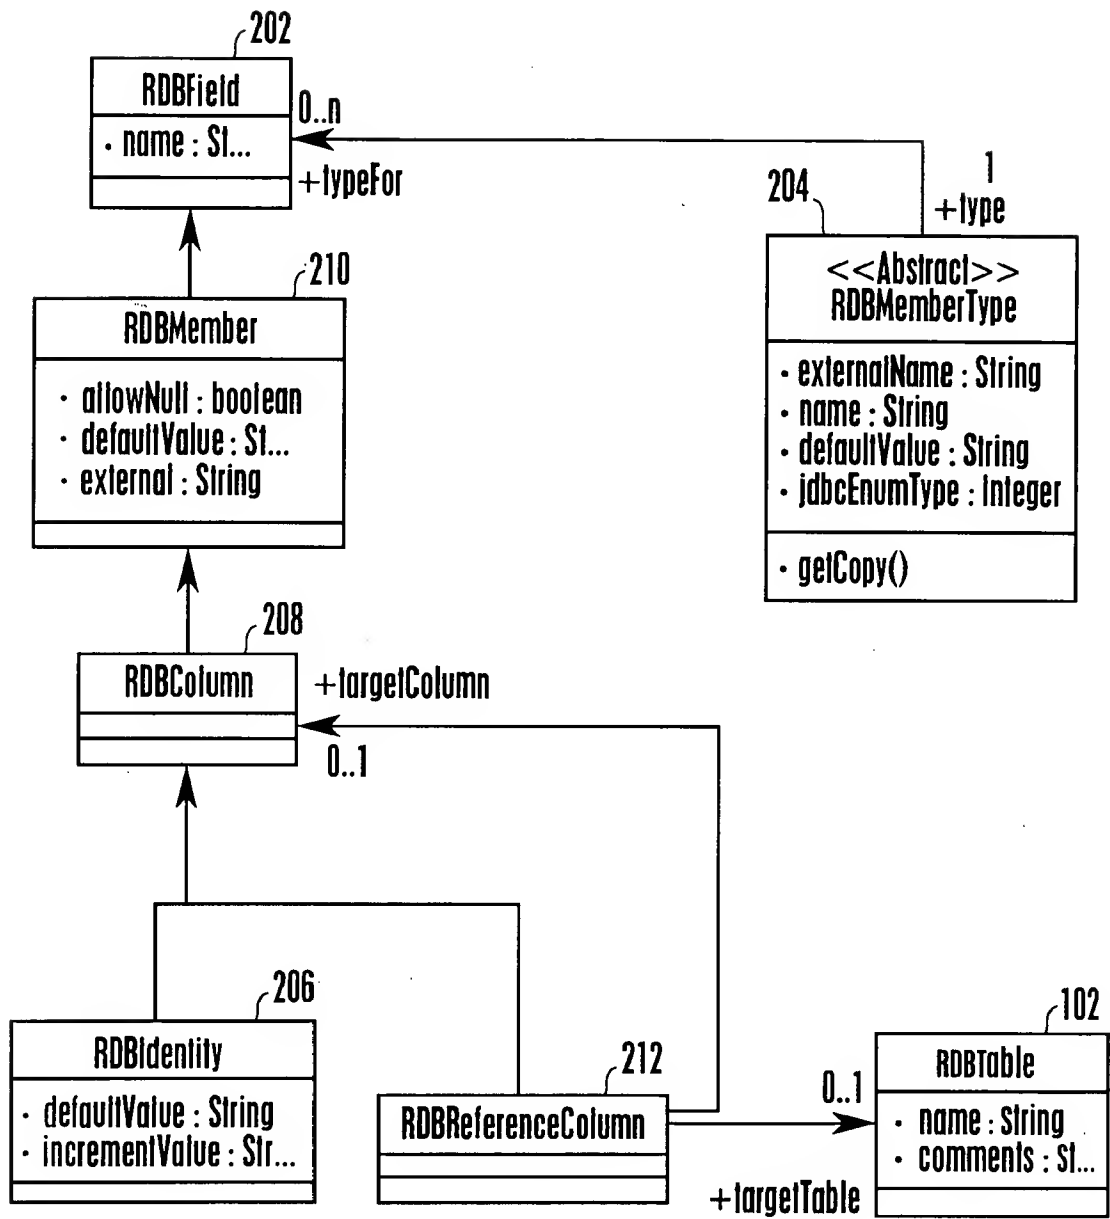 202
RDBField
· name : St...
0..n
+typeFor
1
+type
204
<<Abstract>>
RDBMemberType
· externalName : String
· name : String
· defaultValue : String
· jdbcEnumType : Integer
· getCopy()
210
RDBMember
· allowNull : boolean
· defaultValue : St...
· external : String
208
RDBColumn
+targetColumn
0..1
206
RDBIdentity
· defaultValue : String
· incrementValue : Str...
212
RDBReferenceColumn
0..1
+targetTable
102
RDBTable
· name : String
· comments : St...